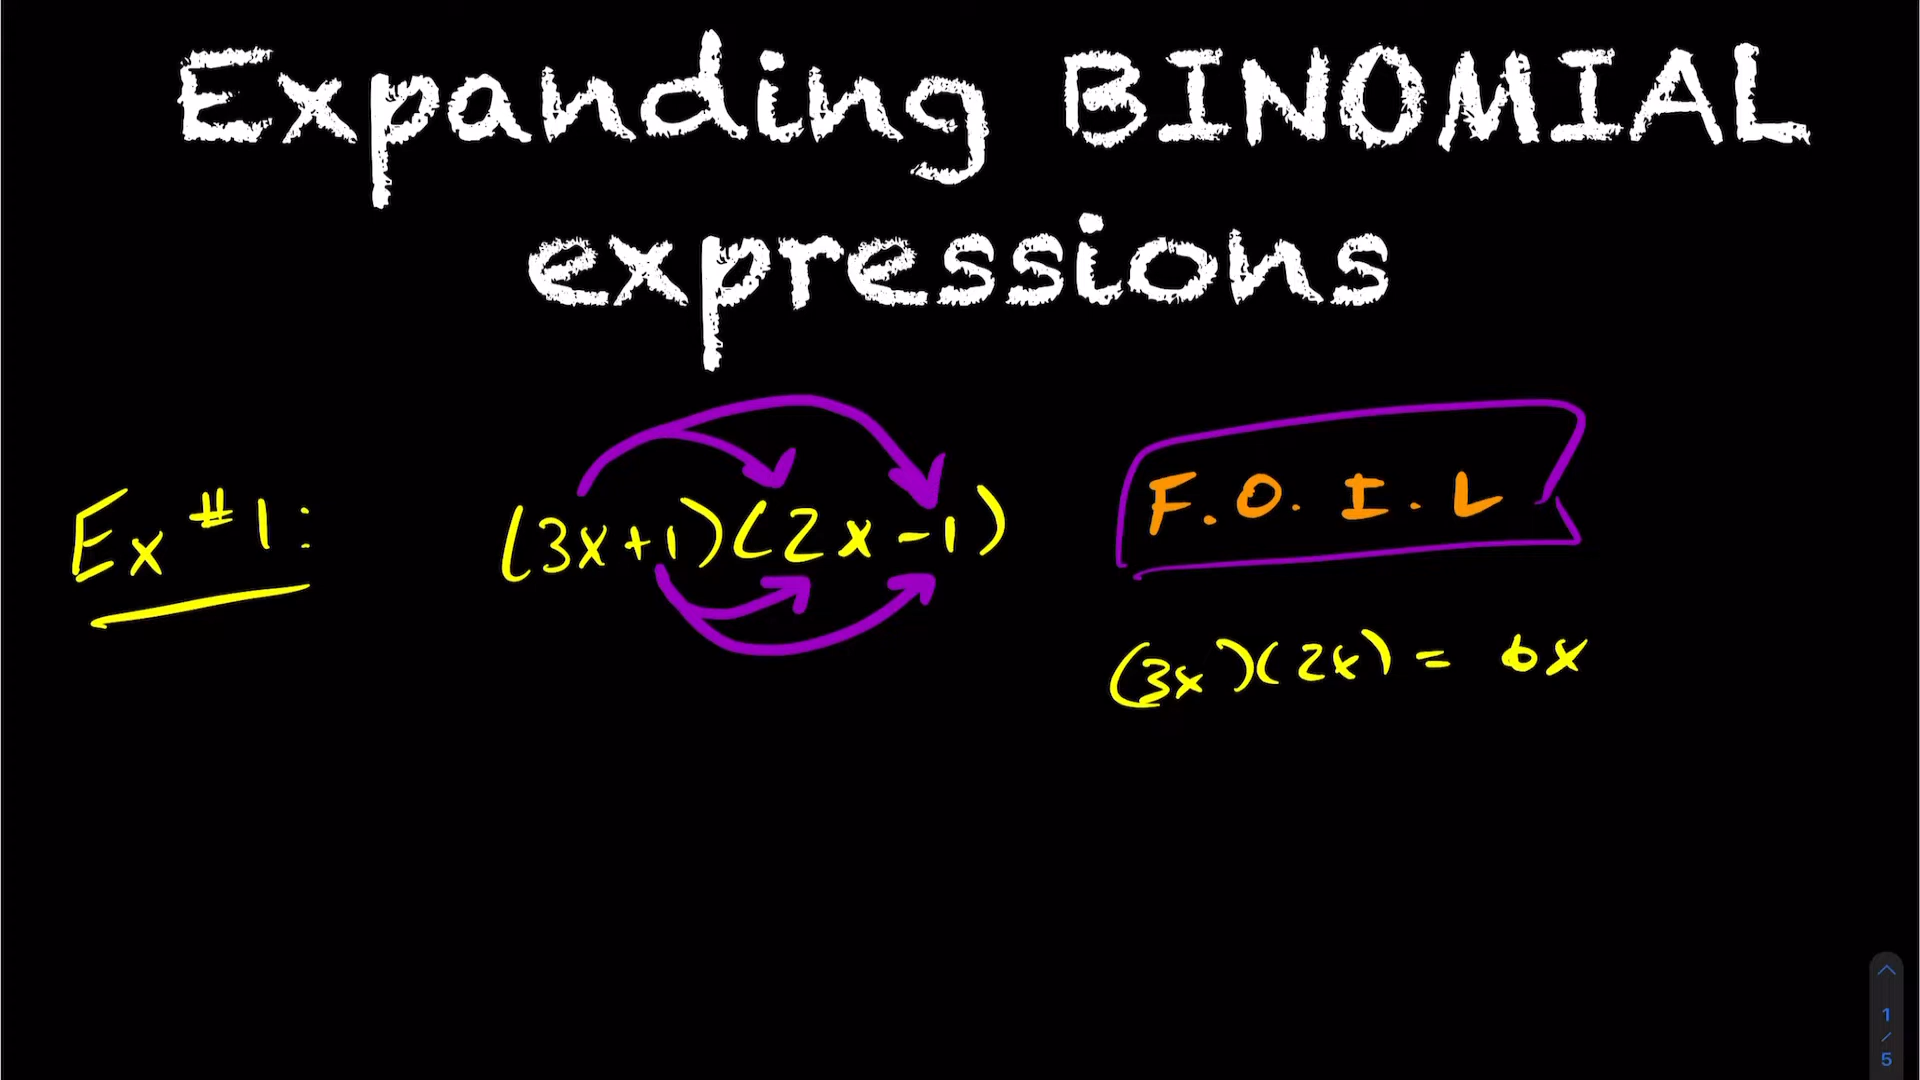 Expanding BINOMIAL
expressions
Ex #1:
(3x+1)(2x-1)
F.O.I.L
(3x)(2x) = 6x
1
/
5